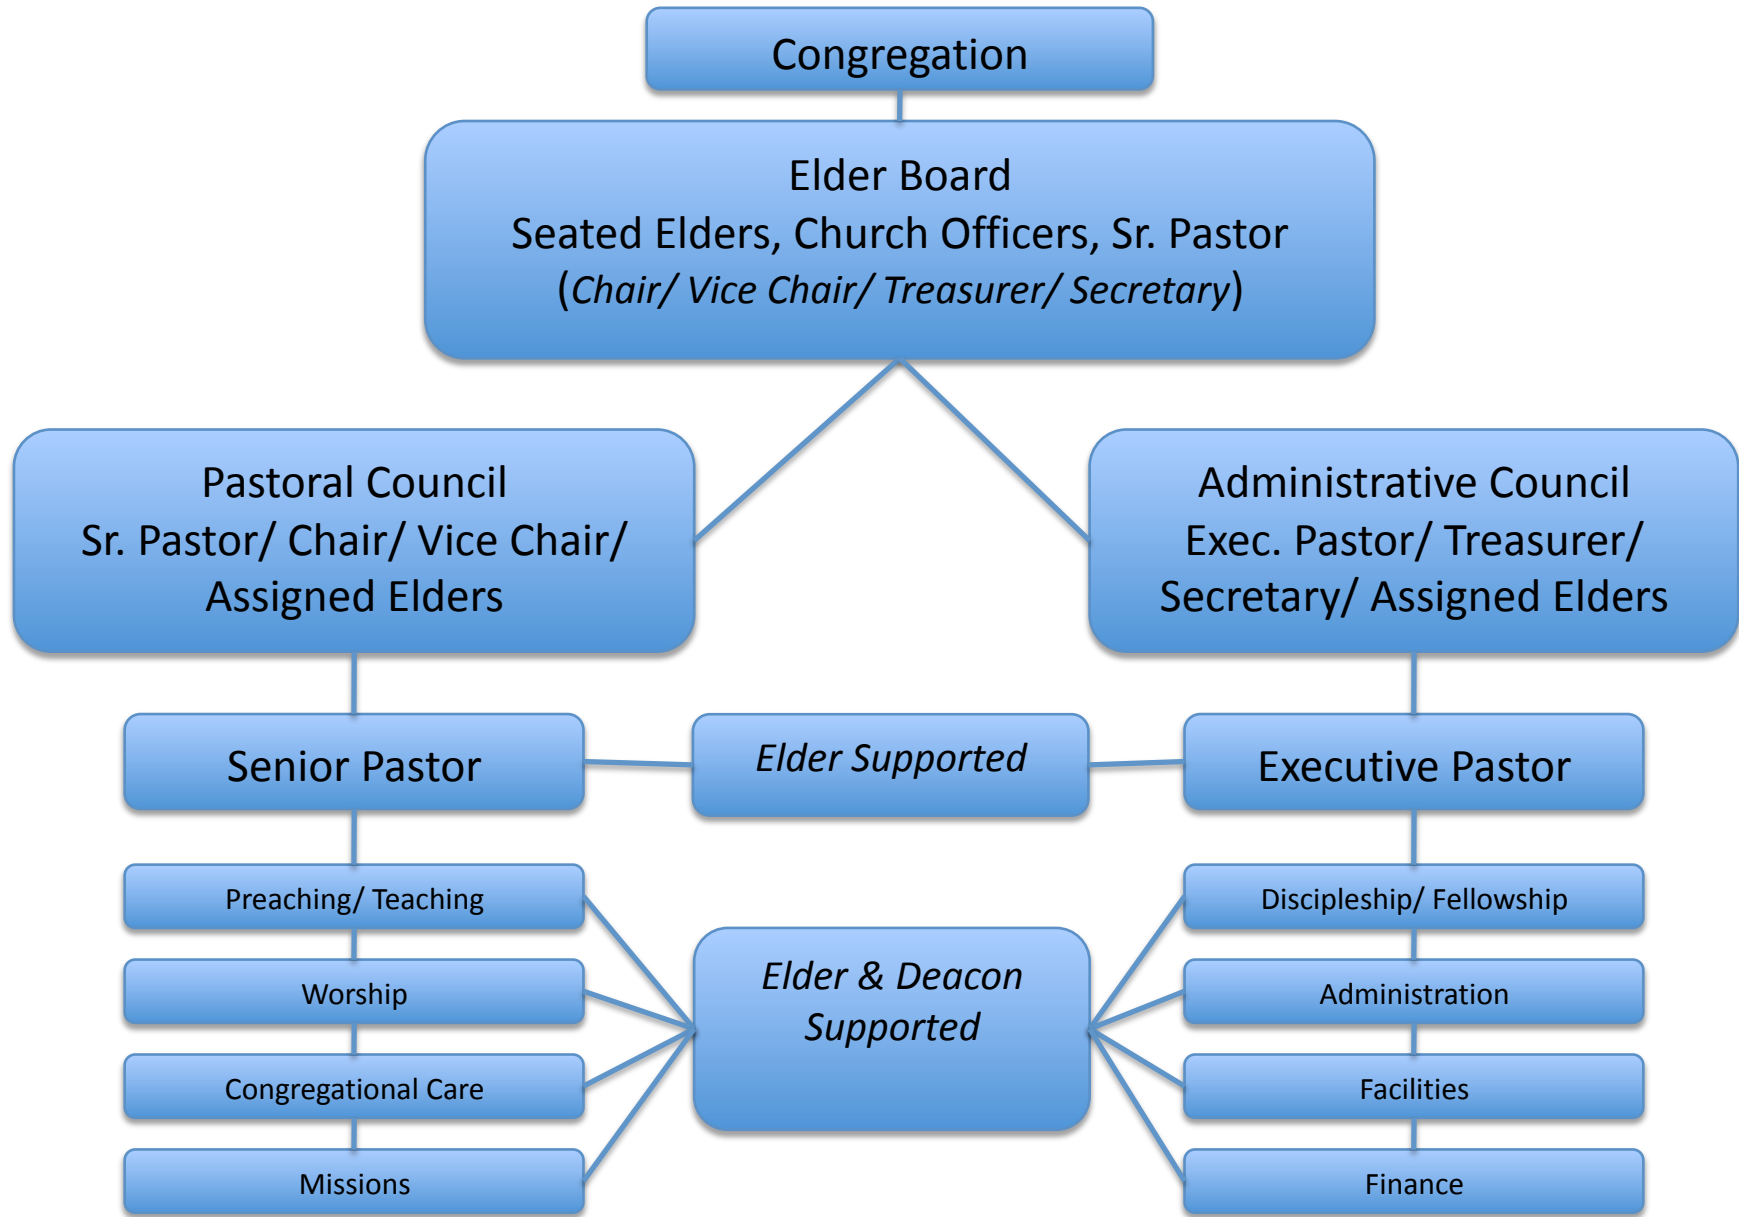 Congregation
Elder Board
Seated Elders, Church Officers, Sr. Pastor
(Chair/ Vice Chair/ Treasurer/ Secretary)
Pastoral Council
Sr. Pastor/ Chair/ Vice Chair/
Assigned Elders
Administrative Council
Exec. Pastor/ Treasurer/
Secretary/ Assigned Elders
Senior Pastor
Elder Supported
Executive Pastor
Preaching/ Teaching
Worship
Congregational Care
Missions
Elder & Deacon
Supported
Discipleship/ Fellowship
Administration
Facilities
Finance